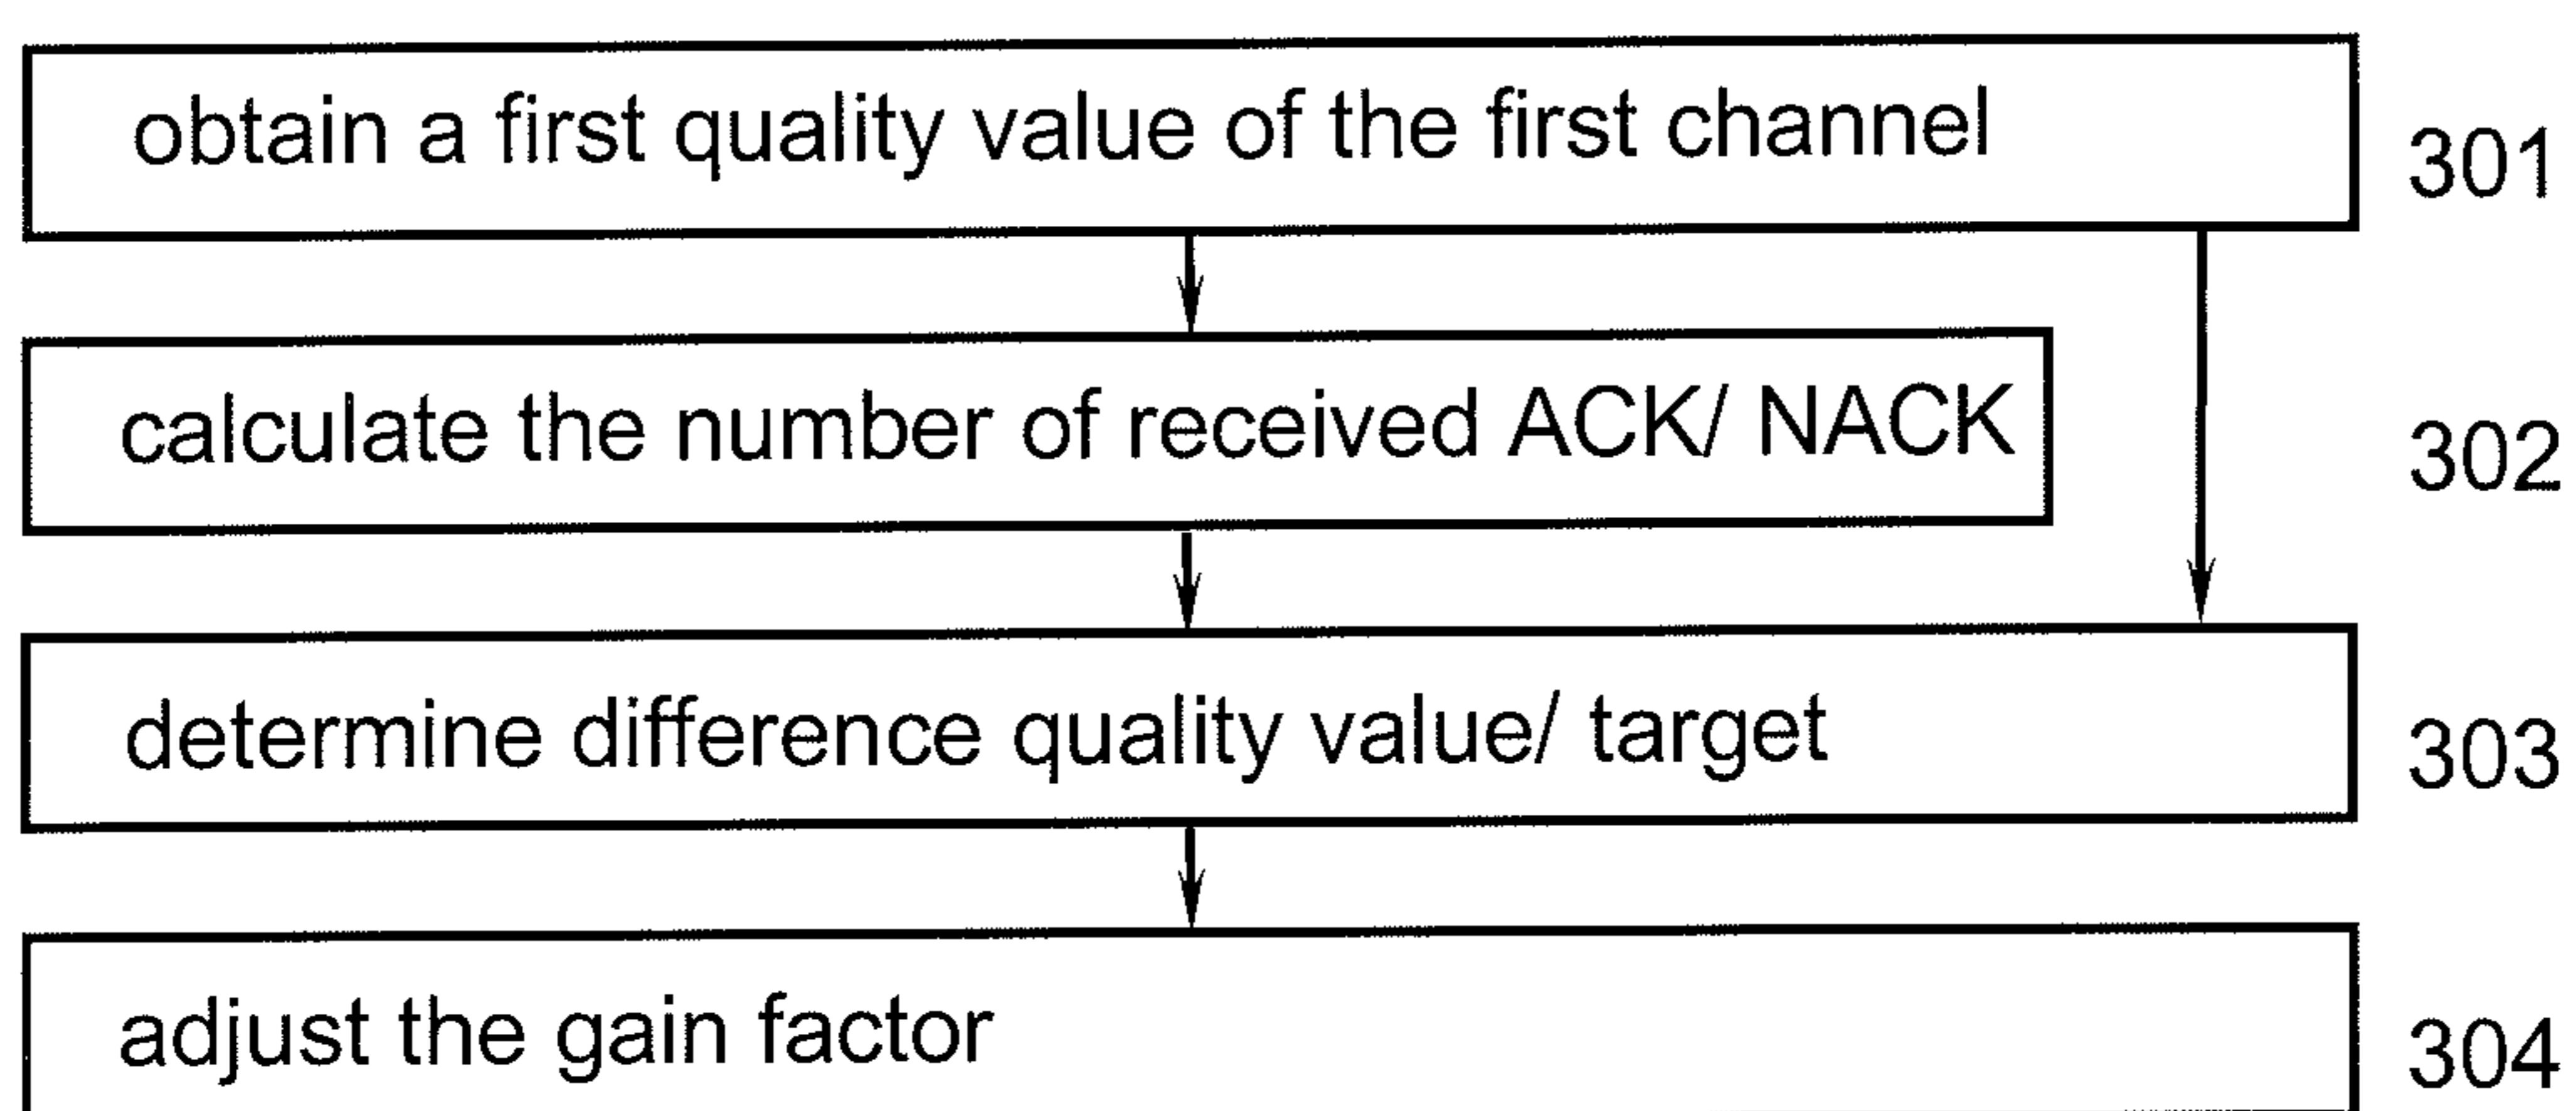 obtain a first quality value of the first channel 301
calculate the number of received ACK/ NACK 302
determine difference quality value/ target 303
adjust the gain factor 304